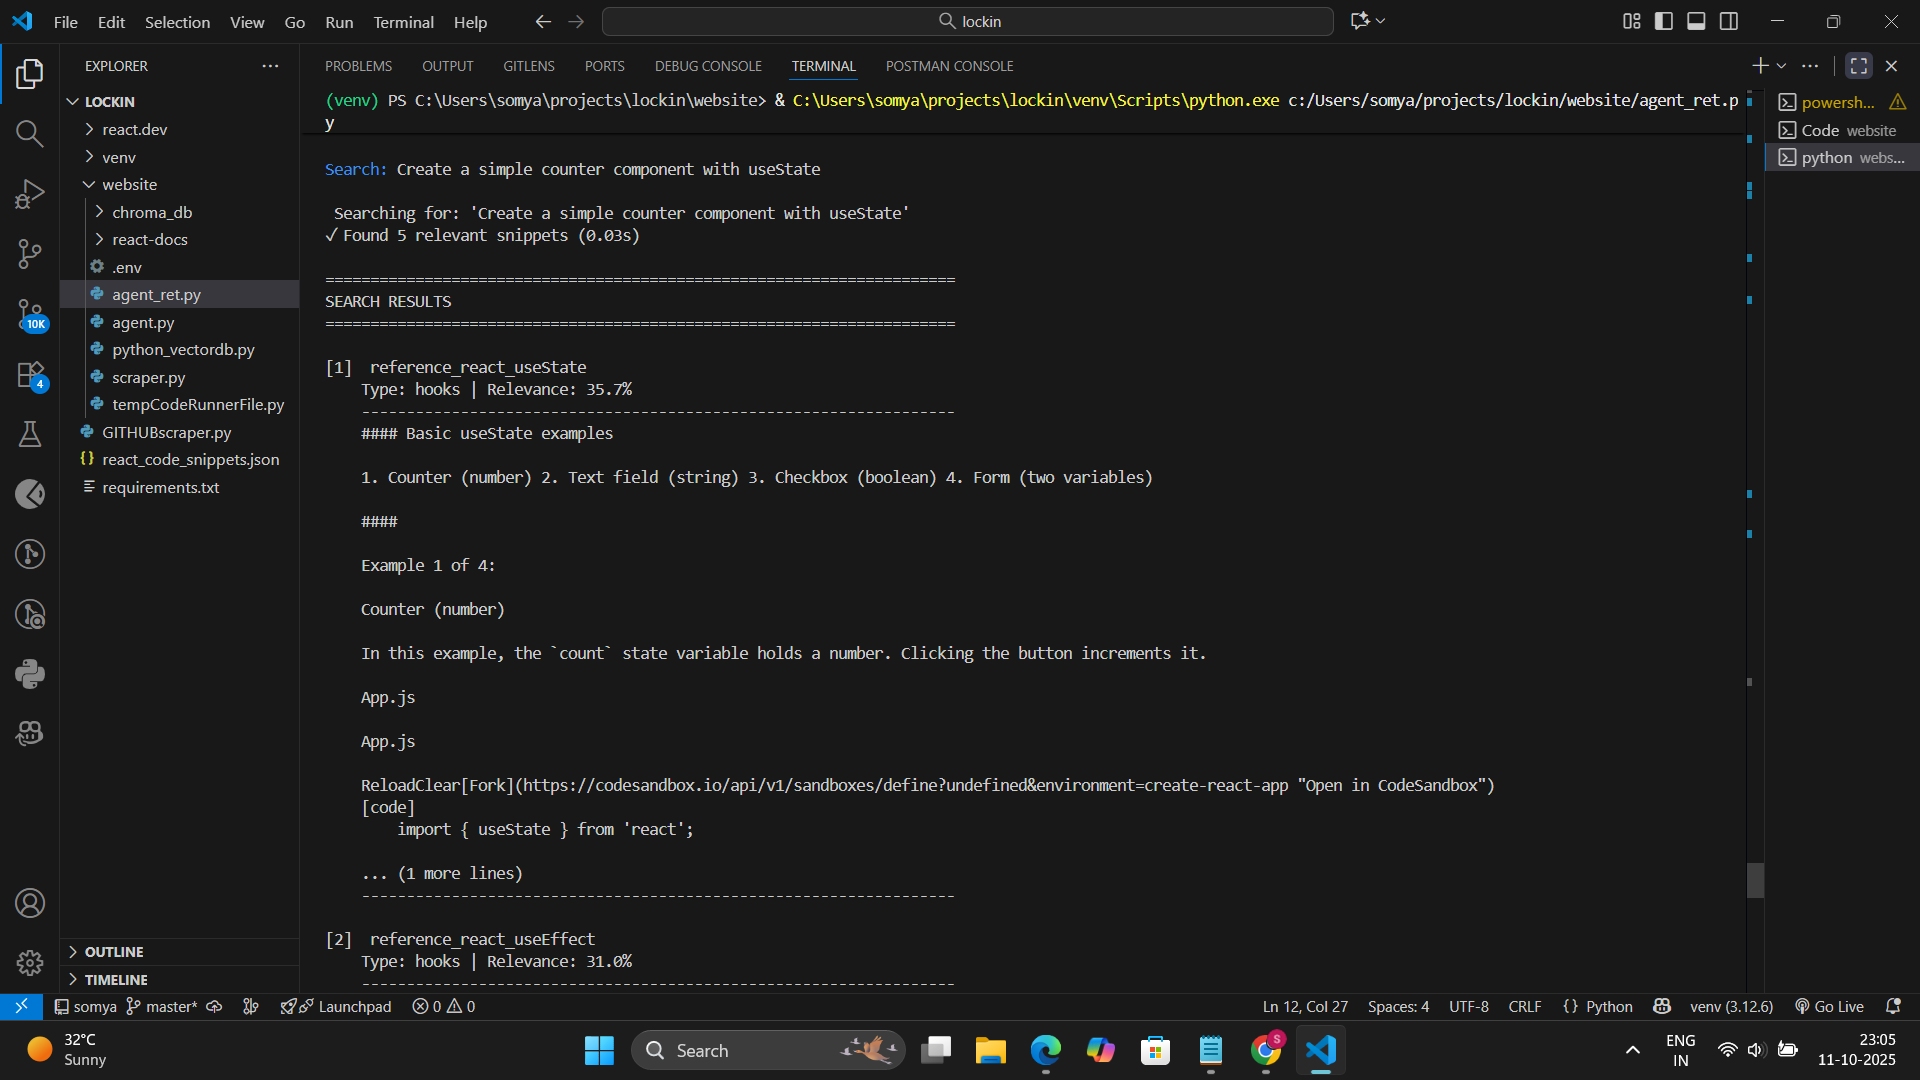 File Edit Selection View Go Run Terminal Help
lockin
EXPLORER
LOCKIN
react.dev
venv
website
chroma_db
react-docs
.env
agent_ret.py
agent.py
python_vectordb.py
scraper.py
tempCodeRunnerFile.py
GITHUBscraper.py
react_code_snippets.json
requirements.txt
OUTLINE
TIMELINE
10K
4
PROBLEMS OUTPUT GITLENS PORTS DEBUG CONSOLE TERMINAL POSTMAN CONSOLE
(venv) PS C:\Users\somya\projects\lockin\website> & C:\Users\somya\projects\lockin\venv\Scripts\python.exe c:/Users/somya/projects/lockin/website/agent_ret.p
y
Search: Create a simple counter component with useState
Searching for: 'Create a simple counter component with useState'
✓ Found 5 relevant snippets (0.03s)
======================================================================
SEARCH RESULTS
======================================================================
[1] reference_react_useState
Type: hooks | Relevance: 35.7%
------------------------------------------------------------------
#### Basic useState examples
1. Counter (number) 2. Text field (string) 3. Checkbox (boolean) 4. Form (two variables)
####
Example 1 of 4:
Counter (number)
In this example, the `count` state variable holds a number. Clicking the button increments it.
App.js
App.js
ReloadClear[Fork](https://codesandbox.io/api/v1/sandboxes/define?undefined&environment=create-react-app "Open in CodeSandbox")
[code]
import { useState } from 'react';
... (1 more lines)
------------------------------------------------------------------
[2] reference_react_useEffect
Type: hooks | Relevance: 31.0%
------------------------------------------------------------------
powersh...
Code website
python webs...
somya master* Launchpad 0 0 Ln 12, Col 27 Spaces: 4 UTF-8 CRLF {} Python venv (3.12.6) Go Live
32°C
Sunny
Search
S
ENG
IN
23:05
11-10-2025